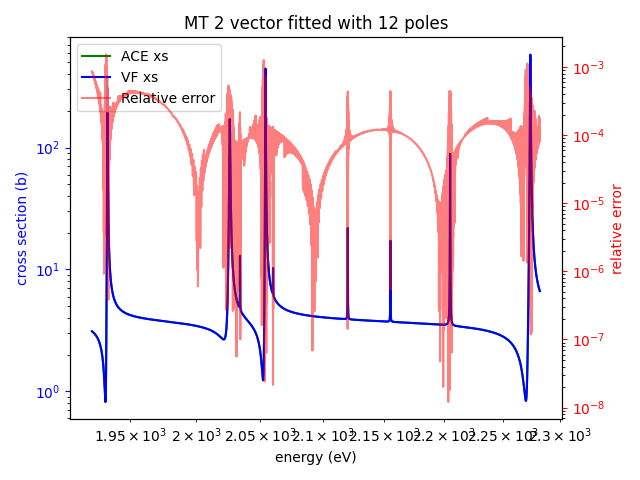 MT 2 vector fitted with 12 poles
ACE xs
VF xs
Relative error
cross section (b)
10²
10¹
10⁰
10⁻³
10⁻⁴
10⁻⁵
10⁻⁶
10⁻⁷
10⁻⁸
relative error
1.95 × 10³ 2 × 10³ 2.05 × 10³ 2.1 × 10³ 2.15 × 10³ 2.2 × 10³ 2.25 × 10³ 2.3 × 10³
energy (eV)